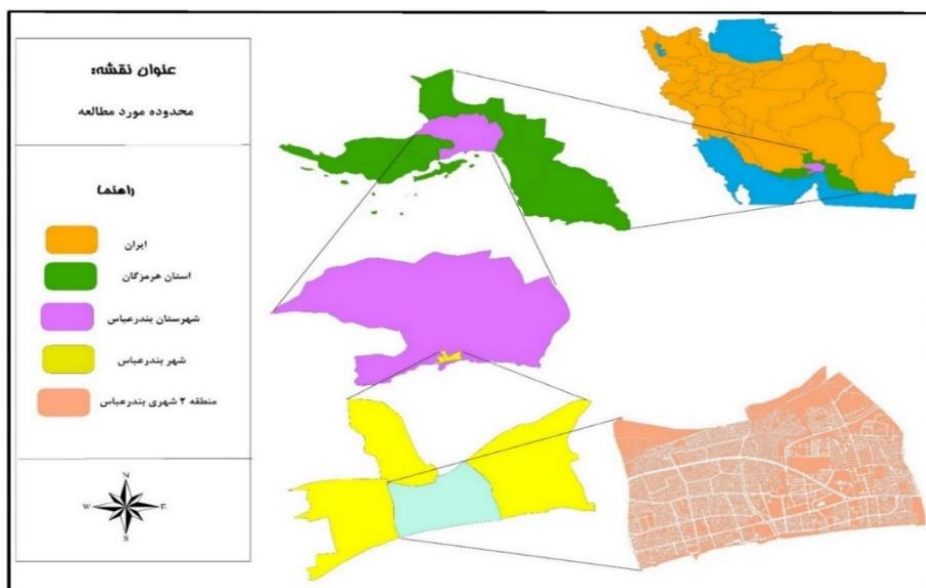 عنوان نقشه:
محدوده مورد مطالعه
راهنما
ایران
استان هرمزگان
شهرستان بندرعباس
شهر بندرعباس
منطقه ۲ شهری بندرعباس
N
W E
S